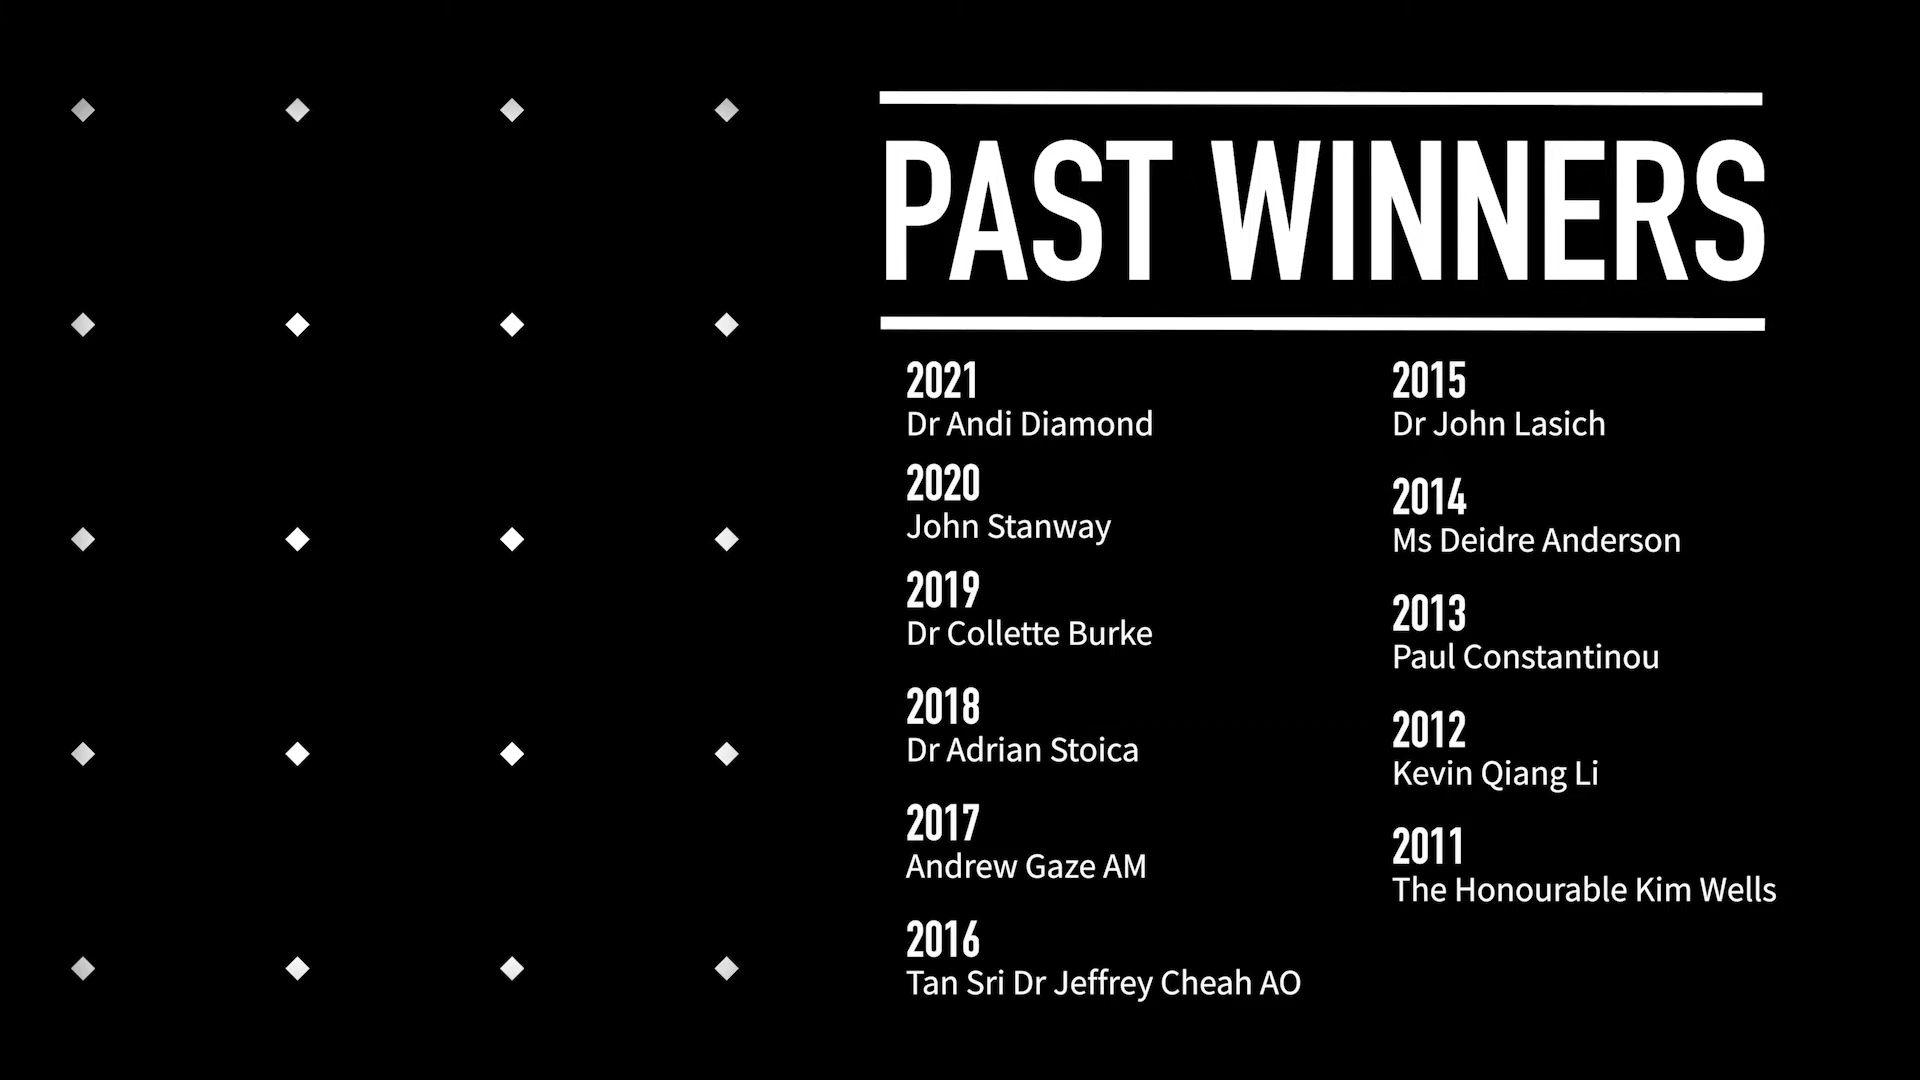 PAST WINNERS
2021
Dr Andi Diamond
2020
John Stanway
2019
Dr Collette Burke
2018
Dr Adrian Stoica
2017
Andrew Gaze AM
2016
Tan Sri Dr Jeffrey Cheah AO
2015
Dr John Lasich
2014
Ms Deidre Anderson
2013
Paul Constantinou
2012
Kevin Qiang Li
2011
The Honourable Kim Wells